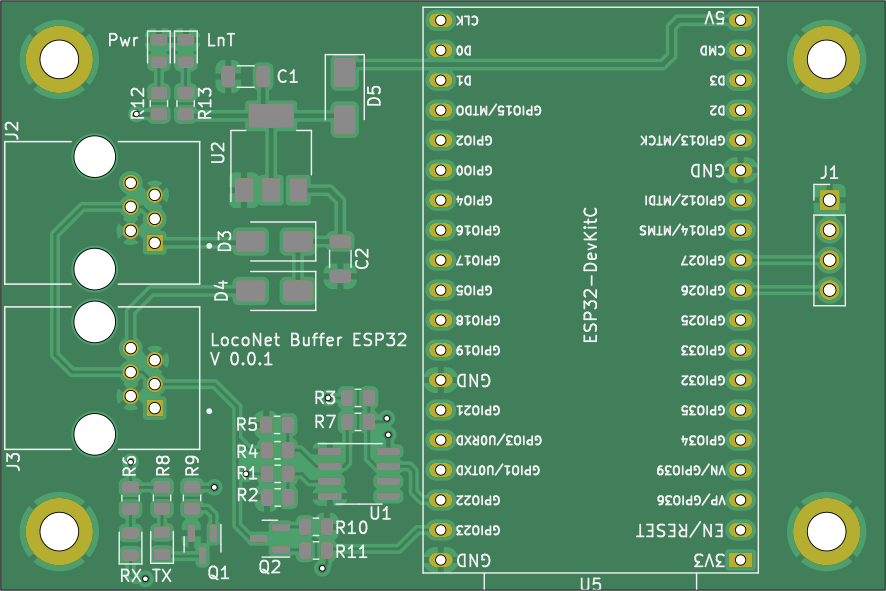 Pwr
LnT
C1
D5
R12
R13
J2
U2
D3
C2
D4
LocoNet Buffer ESP32
V 0.0.1
R3
R7
R5
R4
R1
R2
U1
J3
R6
R8
R9
R10
R11
RX
TX
Q1
Q2
CLK
D0
D1
GPIO15/MTDO
GPIO2
GPIO0
GPIO4
GPIO16
GPIO17
GPIO5
GPIO18
GPIO19
GND
GPIO21
GPIO3/U0RXD
GPIO1/U0TXD
GPIO22
GPIO23
GND
ESP32-DevKitC
5V
CMD
D3
D2
GPIO13/MTCK
GND
GPIO12/MTDI
GPIO14/MTMS
GPIO27
GPIO26
GPIO25
GPIO33
GPIO32
GPIO35
GPIO34
VN/GPIO39
VP/GPIO36
EN/RESET
3V3
U5
J1